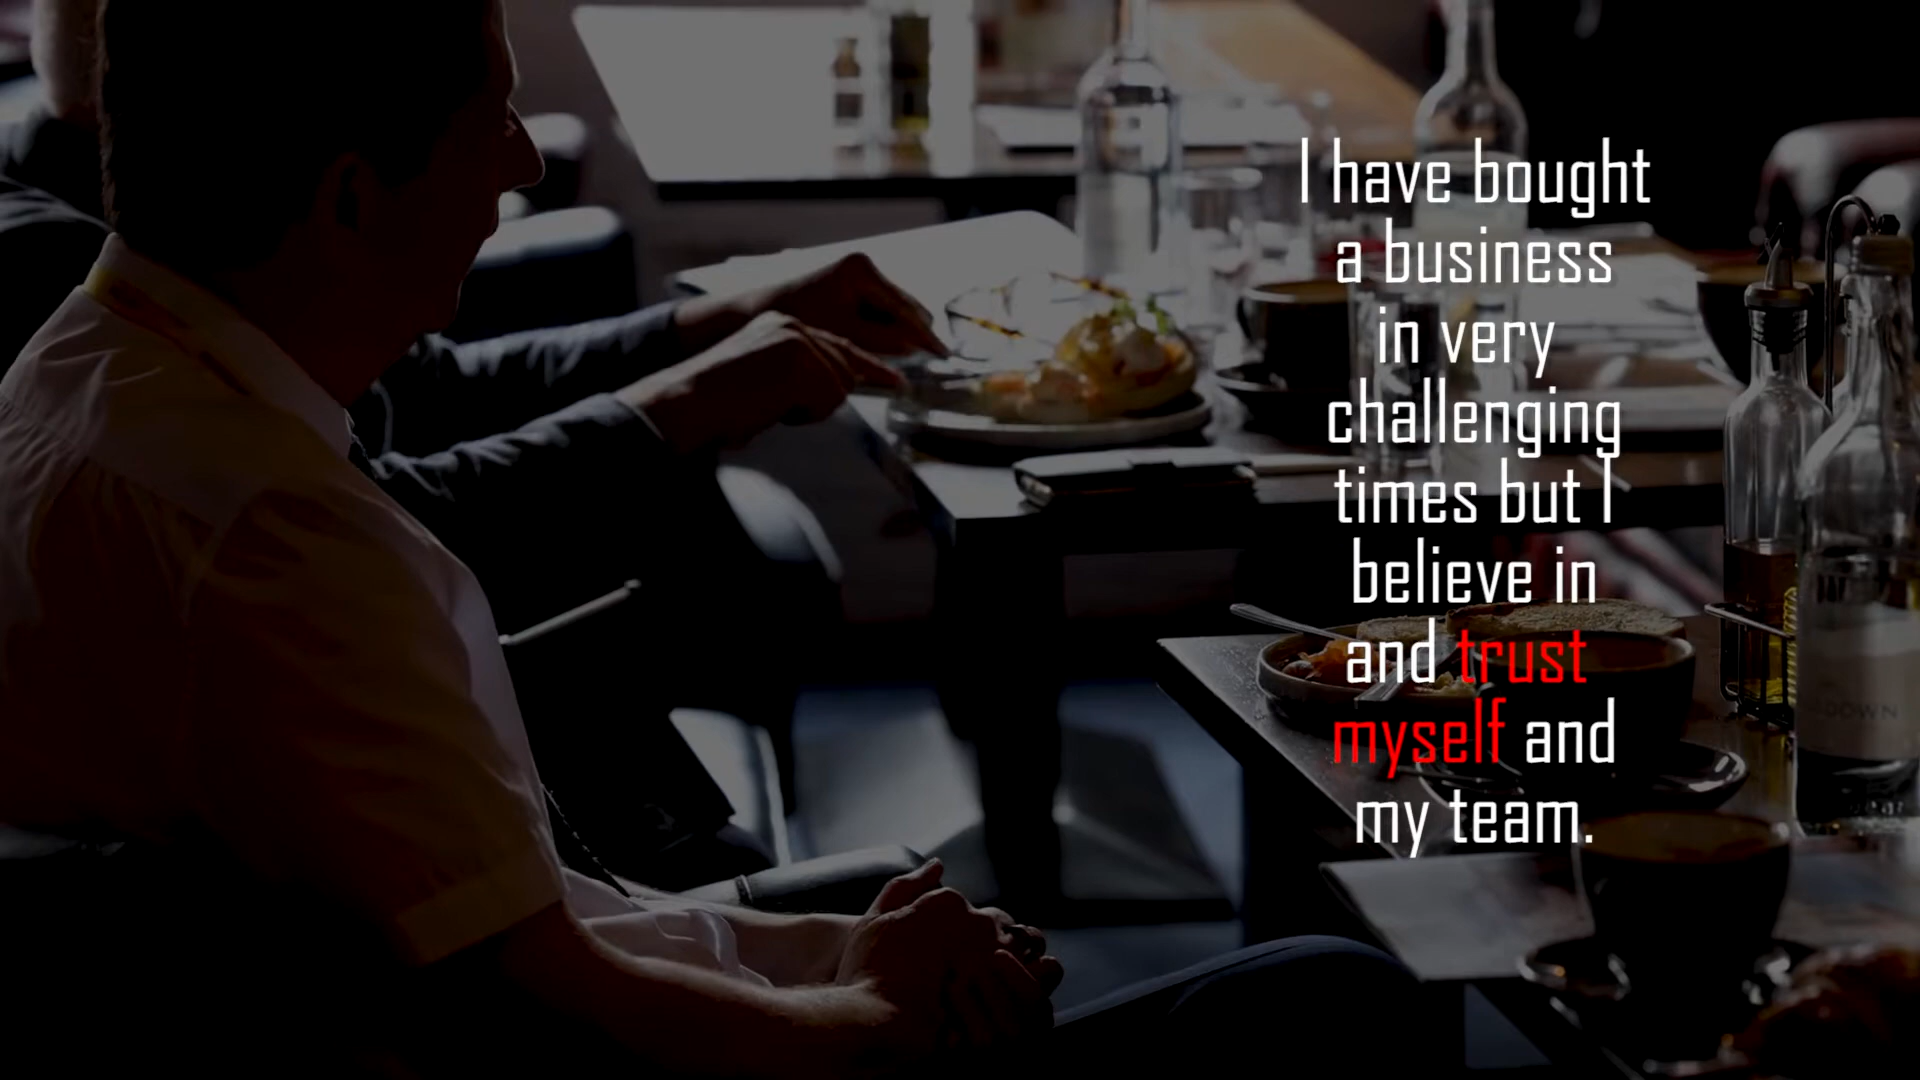 I have bought
a business
in very
challenging
times but I
believe in
and trust
myself and
my team.